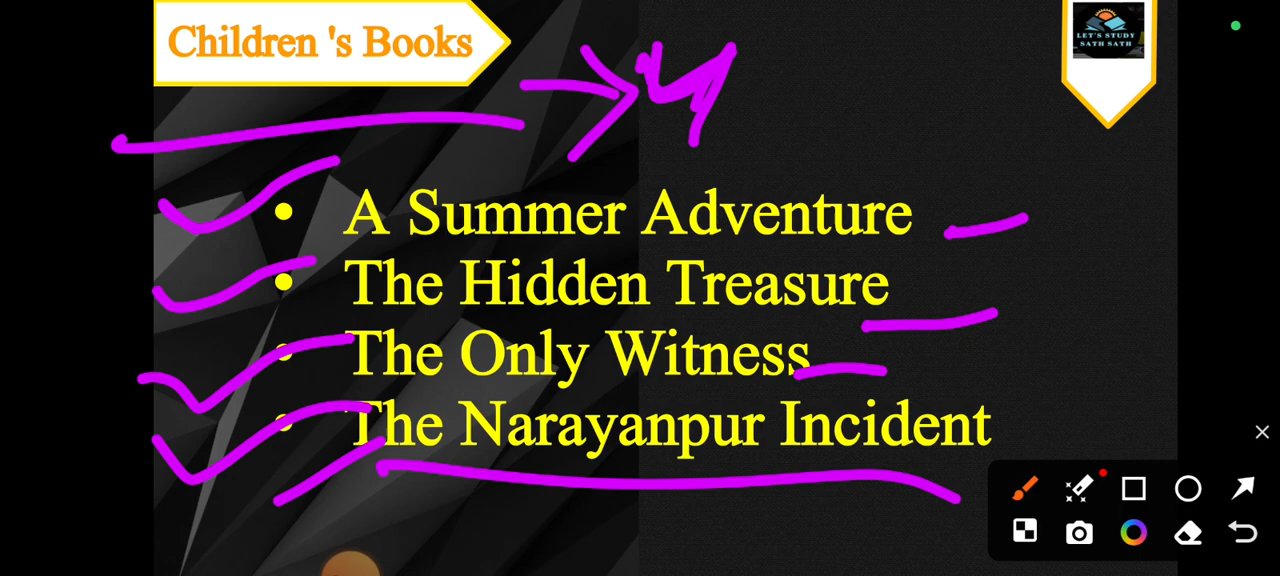 Children 's Books
LET'S STUDY
SATH SATH
• A Summer Adventure
• The Hidden Treasure
• The Only Witness
• The Narayanpur Incident